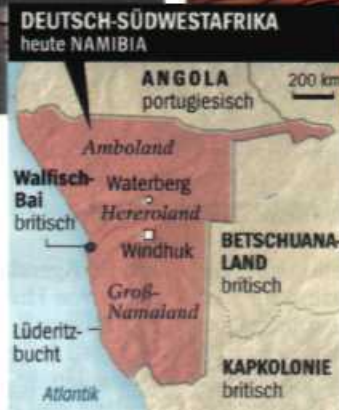 DEUTSCH-SÜDWESTAFRIKA
heute NAMIBIA
ANGOLA
portugiesisch
200 km
Amboland
Walfisch-
Bai
britisch
Waterberg
Hereroland
Windhuk
BETSCHUANA-
LAND
britisch
Groß-
Namaland
Lüderitz-
bucht
KAPKOLONIE
britisch
Atlantik